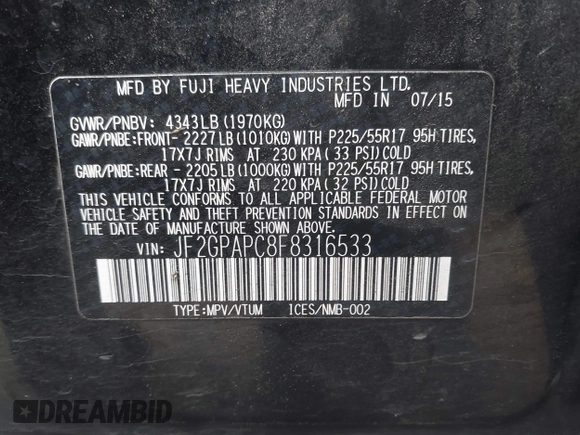 MFD BY FUJI HEAVY INDUSTRIES LTD.
MFD IN 07/15
GVWR/PNBV: 4343LB(1970KG)
GAWR/PNBE:FRONT-2227LB(1010KG)WITH P225/55R17 95H TIRES,
17X7J RIMS AT 230 KPA(33 PSI)COLD
GAWR/PNBE:REAR -2205LB(1000KG)WITH P225/55R17 95H TIRES,
17X7J RIMS AT 220 KPA(32 PSI)COLD
THIS VEHICLE CONFORMS TO ALL APPLICABLE FEDERAL MOTOR
VEHICLE SAFETY AND THEFT PREVENTION STANDARDS IN EFFECT
ON THE DATE OF MANUFACTURE SHOWN ABOVE.
VIN: JF2GPAPC8F8316533
TYPE:MPV/VTUM ICES/NMB-002
DREAMBID